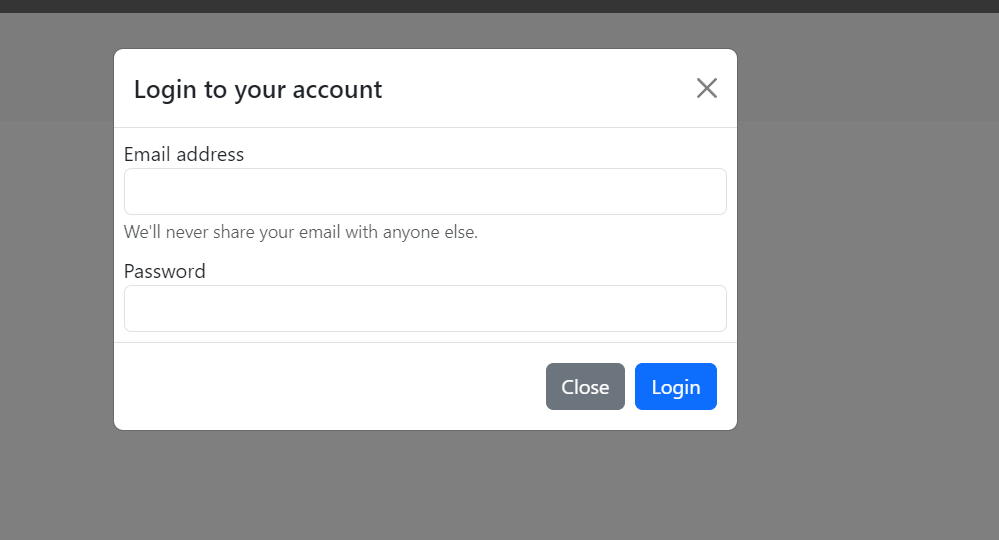 Login to your account
Email address
We'll never share your email with anyone else.
Password
Close
Login